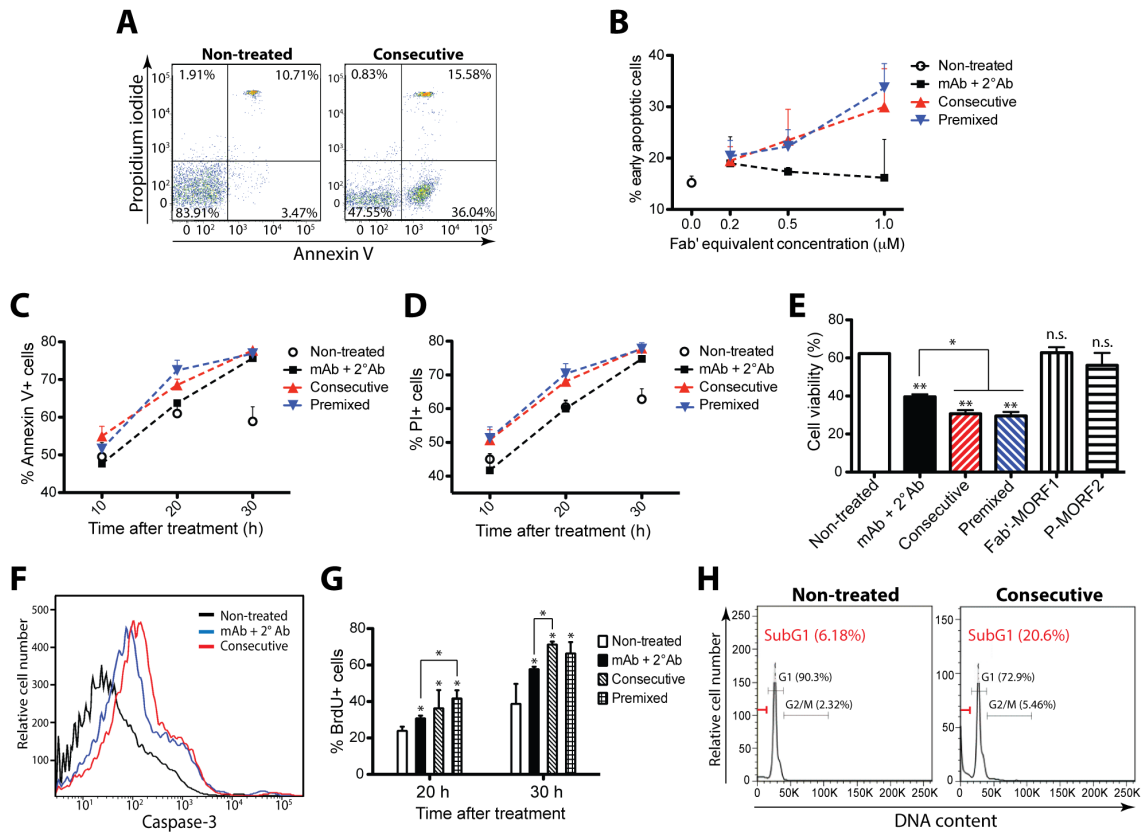 A
Non-treated
Consecutive
Propidium iodide
10⁵
10⁴
10³
10²
0
1.91%
10.71%
83.91%
3.47%
0.83%
15.58%
47.55%
36.04%
0 10² 10³ 10⁴ 10⁵
0 10² 10³ 10⁴ 10⁵
Annexin V
B
% early apoptotic cells
40
30
20
10
0.0 0.2 0.5 1.0
Fab' equivalent concentration (μM)
Non-treated
mAb + 2°Ab
Consecutive
Premixed
C
% Annexin V+ cells
80
70
60
50
40
10 20 30
Time after treatment (h)
Non-treated
mAb + 2°Ab
Consecutive
Premixed
D
% PI+ cells
80
70
60
50
40
10 20 30
Time after treatment (h)
Non-treated
mAb + 2°Ab
Consecutive
Premixed
E
Cell viability (%)
80
60
40
20
0
*
**
**
**
n.s.
n.s.
Non-treated
mAb + 2°Ab
Consecutive
Premixed
Fab'-MORF1
P-MORF2
F
Relative cell number
500
400
300
200
100
10¹ 10² 10³ 10⁴ 10⁵
Caspase-3
Non-treated
mAb + 2° Ab
Consecutive
G
% BrdU+ cells
80
60
40
20
0
*
* * *
*
* * *
20 h 30 h
Time after treatment
Non-treated
mAb + 2°Ab
Consecutive
Premixed
H
Non-treated
Consecutive
Relative cell number
250
200
150
100
50
0
SubG1 (6.18%)
G1 (90.3%)
G2/M (2.32%)
0 50K 100K 150K 200K 250K
150
100
50
0
SubG1 (20.6%)
G1 (72.9%)
G2/M (5.46%)
0 50K 100K 150K 200K 250K
DNA content